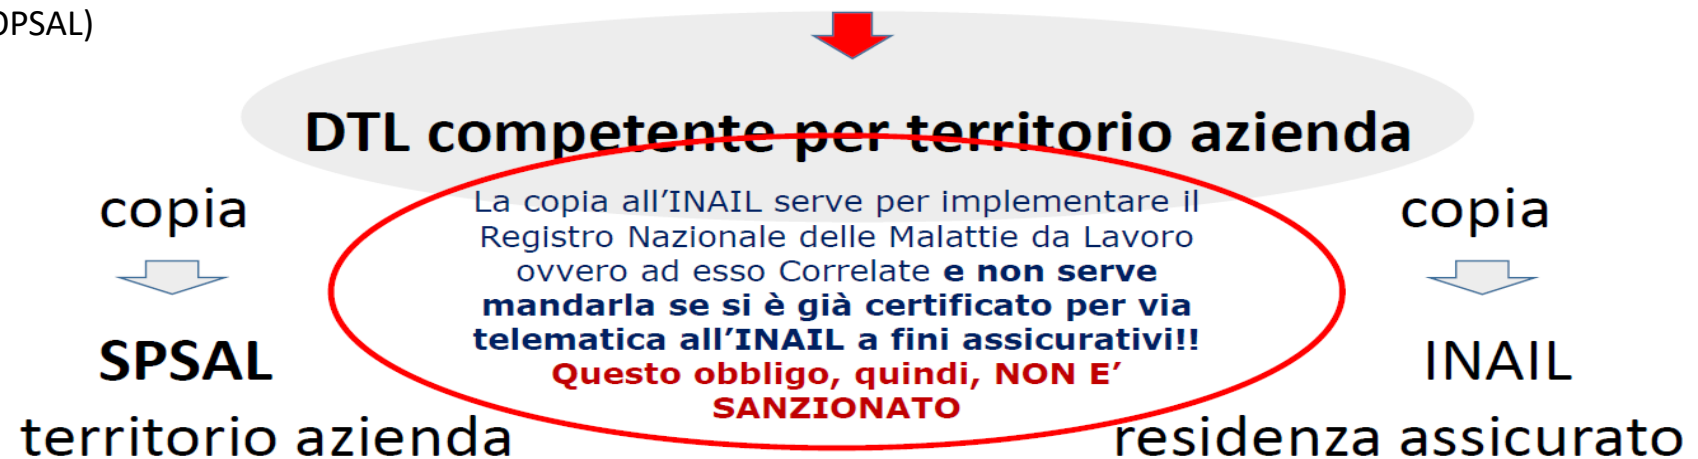 OPSAL)
DTL competente per territorio azienda
copia
SPSAL
territorio azienda
La copia all'INAIL serve per implementare il
Registro Nazionale delle Malattie da Lavoro
ovvero ad esso Correlate e non serve
mandarla se si è già certificato per via
telematica all'INAIL a fini assicurativi!!
Questo obbligo, quindi, NON E'
SANZIONATO
copia
INAIL
residenza assicurato